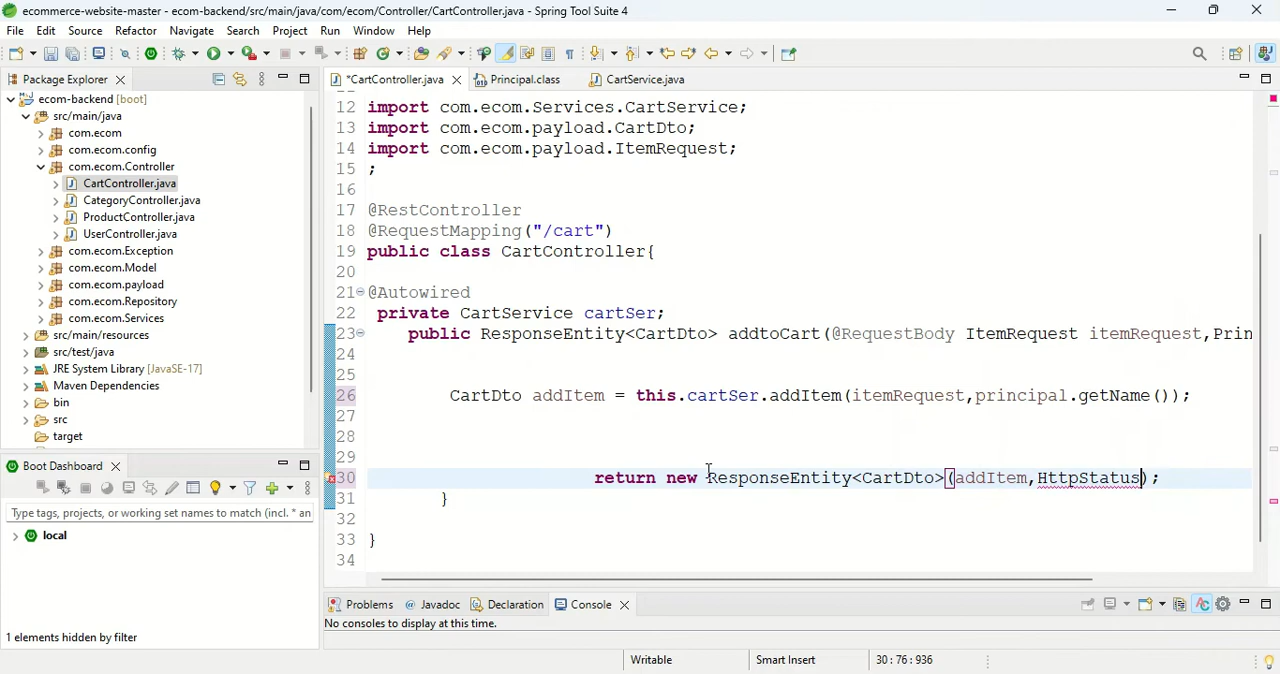 ecommerce-website-master - ecom-backend/src/main/java/com/ecom/Controller/CartController.java - Spring Tool Suite 4
File Edit Source Refactor Navigate Search Project Run Window Help
Package Explorer
*CartController.java Principal.class CartService.java
ecom-backend [boot]
src/main/java
com.ecom
com.ecom.config
com.ecom.Controller
CartController.java
CategoryController.java
ProductController.java
UserController.java
com.ecom.Exception
com.ecom.Model
com.ecom.payload
com.ecom.Repository
com.ecom.Services
src/main/resources
src/test/java
JRE System Library [JavaSE-17]
Maven Dependencies
bin
src
target
12 import com.ecom.Services.CartService;
13 import com.ecom.payload.CartDto;
14 import com.ecom.payload.ItemRequest;
15 ;
16
17 @RestController
18 @RequestMapping("/cart")
19 public class CartController{
20
21 @Autowired
22 private CartService cartSer;
23 public ResponseEntity<CartDto> addtoCart(@RequestBody ItemRequest itemRequest,Prin
24
25
26 CartDto addItem = this.cartSer.addItem(itemRequest,principal.getName());
27
28
29
30 return new ResponseEntity<CartDto>(addItem,HttpStatus);
31 }
32
33 }
34
Boot Dashboard
Type tags, projects, or working set names to match (incl. * an
local
1 elements hidden by filter
Problems Javadoc Declaration Console
No consoles to display at this time.
Writable Smart Insert 30 : 76 : 936